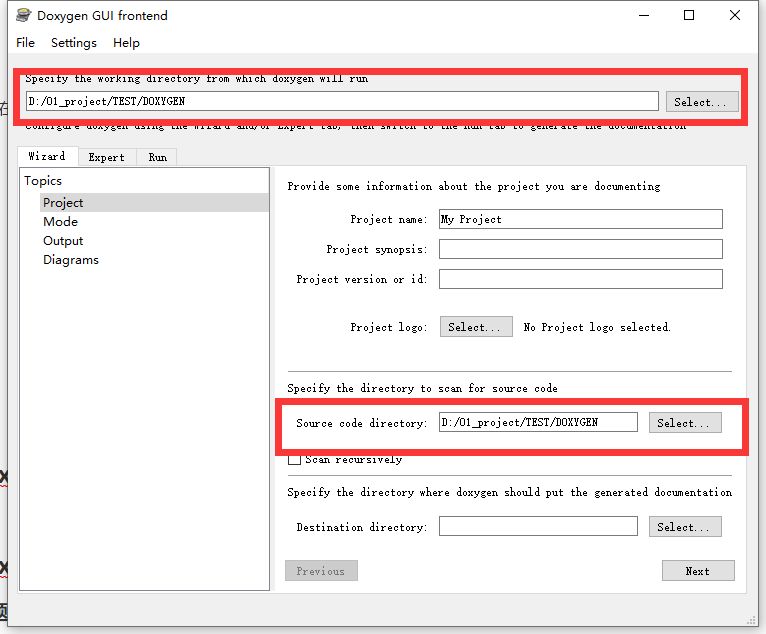 Doxygen GUI frontend
File Settings Help
Specify the working directory from which doxygen will run
D:/01_project/TEST/DOXYGEN Select...
Configure doxygen using the Wizard and/or Expert tab, then switch to the Run tab to generate the documentation
Wizard Expert Run
Topics
Project
Mode
Output
Diagrams
Provide some information about the project you are documenting
Project name: My Project
Project synopsis:
Project version or id:
Project logo: Select... No Project logo selected.
Specify the directory to scan for source code
Source code directory: D:/01_project/TEST/DOXYGEN Select...
Scan recursively
Specify the directory where doxygen should put the generated documentation
Destination directory: Select...
Previous Next